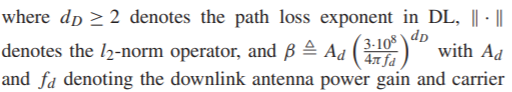 where d_D ≥ 2 denotes the path loss exponent in DL, ‖ · ‖
denotes the l_2-norm operator, and β ≜ A_d (3·10^8 / 4π f_d)^{d_D} with A_d
and f_d denoting the downlink antenna power gain and carrier